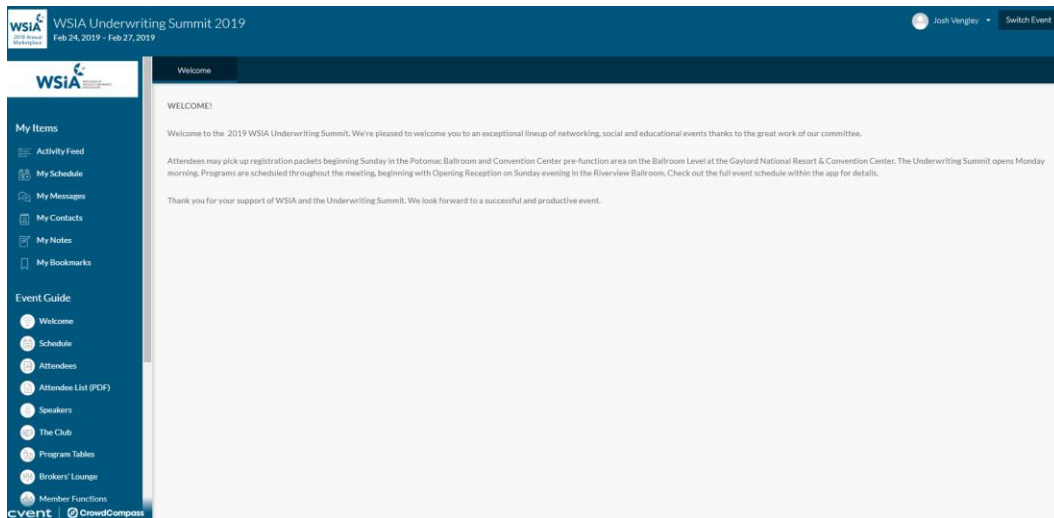 WSIA
2018 Annual
Marketplace
WSIA Underwriting Summit 2019
Feb 24, 2019 – Feb 27, 2019
Josh Vengley
Switch Event
WSIA
Welcome
My Items
Activity Feed
My Schedule
My Messages
My Contacts
My Notes
My Bookmarks
Event Guide
Welcome
Schedule
Attendees
Attendee List (PDF)
Speakers
The Club
Program Tables
Brokers' Lounge
Member Functions
cvent | CrowdCompass
WELCOME!
Welcome to the 2019 WSIA Underwriting Summit. We're pleased to welcome you to an exceptional lineup of networking, social and educational events thanks to the great work of our committee.
Attendees may pick up registration packets beginning Sunday in the Potomac Ballroom and Convention Center pre-function area on the Ballroom Level at the Gaylord National Resort & Convention Center. The Underwriting Summit opens Monday
morning. Programs are scheduled throughout the meeting, beginning with Opening Reception on Sunday evening in the Riverview Ballroom. Check out the full event schedule within the app for details.
Thank you for your support of WSIA and the Underwriting Summit. We look forward to a successful and productive event.